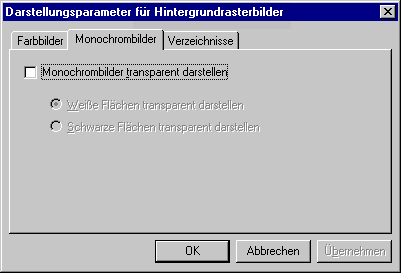 Darstellungsparameter für Hintergrundrasterbilder
Farbbilder Monochrombilder Verzeichnisse
Monochrombilder transparent darstellen
Weiße Flächen transparent darstellen
Schwarze Flächen transparent darstellen
OK Abbrechen Übernehmen